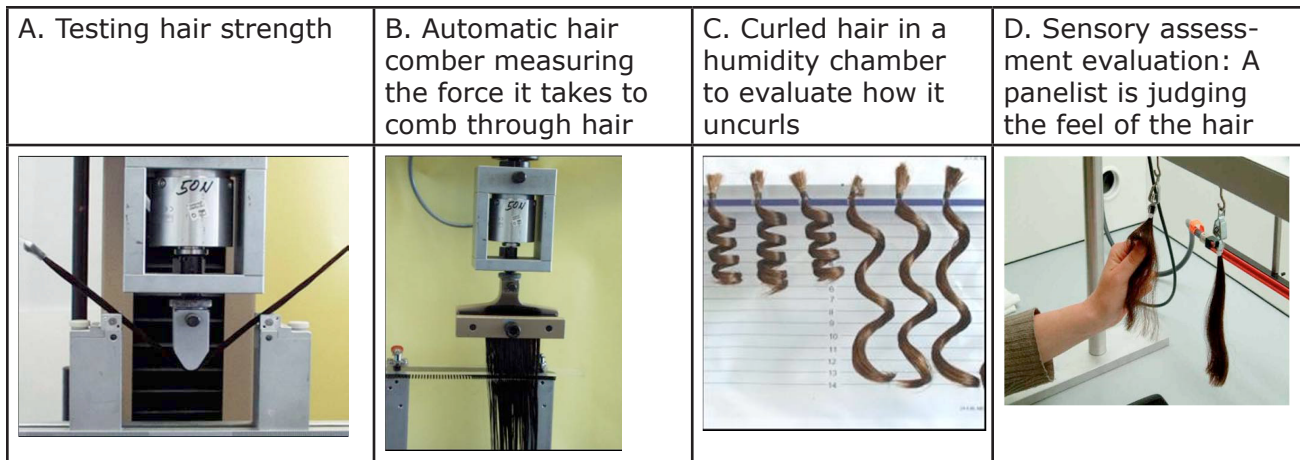 A. Testing hair strength
B. Automatic hair
comber measuring
the force it takes to
comb through hair
C. Curled hair in a
humidity chamber
to evaluate how it
uncurls
D. Sensory assess-
ment evaluation: A
panelist is judging
the feel of the hair
50N
50N
6
7
8
9
10
11
12
13
14